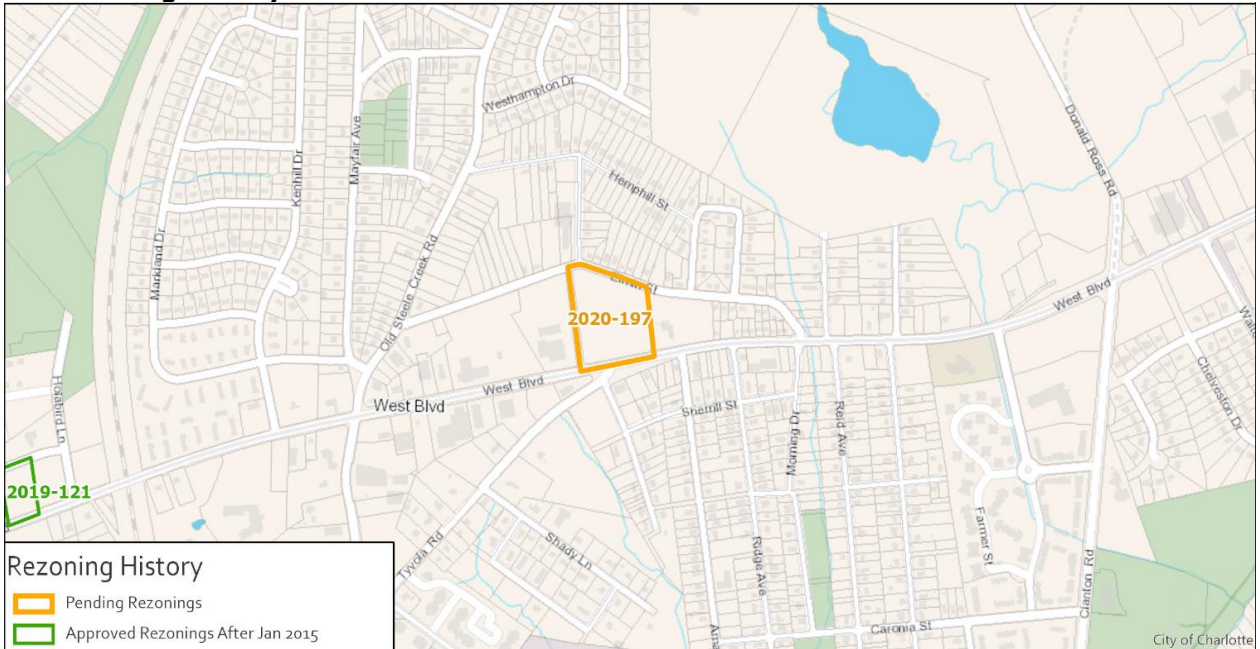 Westhampton Dr
Donald Ross Rd
Mayfair Ave
Kenhill Dr
Hemphill St
Markland Dr
Old Steele Creek Rd
2020-197
West Blvd
West Blvd
West Blvd
Holabird Ln
Sherrill St
Morning Dr
Reid Ave
Chelveston Dr
2019-121
Tyvola Rd
Shady Ln
Ridge Ave
Farmer St
Clanton Rd
Caronia St
Rezoning History
Pending Rezonings
Approved Rezonings After Jan 2015
City of Charlotte